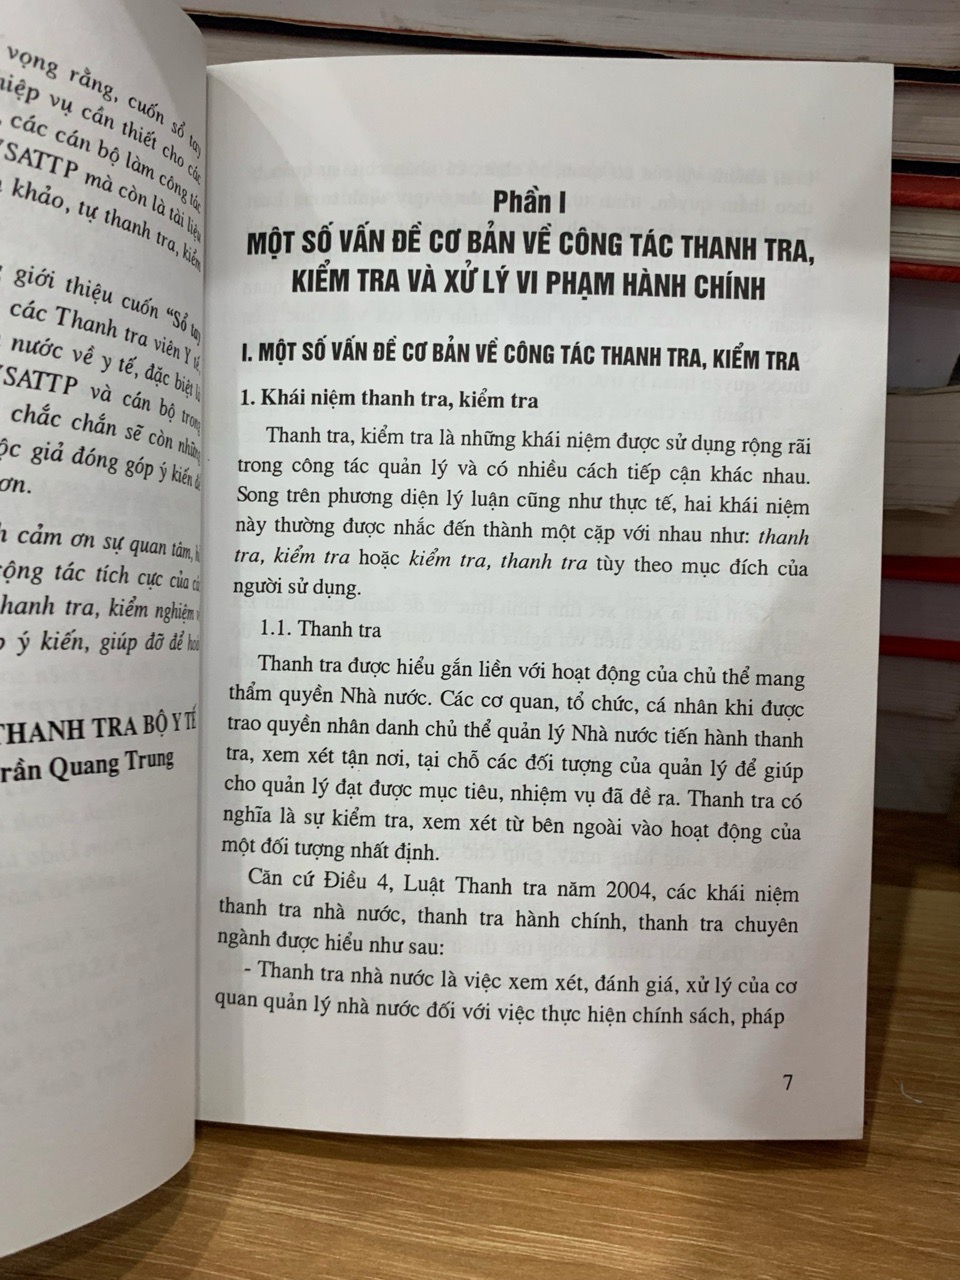 vọng rằng, cuốn sổ tay
vụ cần thiết cho các
các cán bộ làm công tác
mà còn là tài liệu
khảo, tự thanh tra, kiểm
giới thiệu cuốn "Sổ tay
các Thanh tra viên Y tế,
nước về y tế, đặc biệt là
và cán bộ trong
chắc chắn sẽ còn những
giả đóng góp ý kiến
cảm ơn sự quan tâm,
tác tích cực của
tra, kiểm nghiệm
ý kiến, giúp đỡ để
THANH TRA BỘ Y TẾ
Quang Trung
Phần I
MỘT SỐ VẤN ĐỀ CƠ BẢN VỀ CÔNG TÁC THANH TRA,
KIỂM TRA VÀ XỬ LÝ VI PHẠM HÀNH CHÍNH
I. MỘT SỐ VẤN ĐỀ CƠ BẢN VỀ CÔNG TÁC THANH TRA, KIỂM TRA
1. Khái niệm thanh tra, kiểm tra
Thanh tra, kiểm tra là những khái niệm được sử dụng rộng rãi
trong công tác quản lý và có nhiều cách tiếp cận khác nhau.
Song trên phương diện lý luận cũng như thực tế, hai khái niệm
này thường được nhắc đến thành một cặp với nhau như: thanh
tra, kiểm tra hoặc kiểm tra, thanh tra tùy theo mục đích của
người sử dụng.
1.1. Thanh tra
Thanh tra được hiểu gắn liền với hoạt động của chủ thể mang
thẩm quyền Nhà nước. Các cơ quan, tổ chức, cá nhân khi được
trao quyền nhân danh chủ thể quản lý Nhà nước tiến hành thanh
tra, xem xét tận nơi, tại chỗ các đối tượng của quản lý để giúp
cho quản lý đạt được mục tiêu, nhiệm vụ đã đề ra. Thanh tra có
nghĩa là sự kiểm tra, xem xét từ bên ngoài vào hoạt động của
một đối tượng nhất định.
Căn cứ Điều 4, Luật Thanh tra năm 2004, các khái niệm
thanh tra nhà nước, thanh tra hành chính, thanh tra chuyên
ngành được hiểu như sau:
- Thanh tra nhà nước là việc xem xét, đánh giá, xử lý của cơ
quan quản lý nhà nước đối với việc thực hiện chính sách, pháp
7